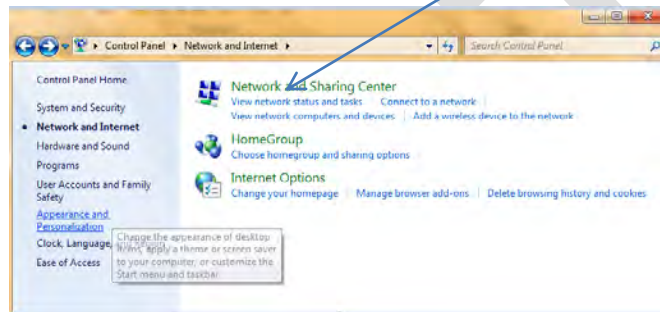 Control Panel ▸ Network and Internet ▸
Search Control Panel
Control Panel Home
System and Security
Network and Internet
Hardware and Sound
Programs
User Accounts and Family
Safety
Appearance and
Personalization
Clock, Language,
Ease of Access
Network and Sharing Center
View network status and tasks | Connect to a network
View network computers and devices | Add a wireless device to the network
HomeGroup
Choose homegroup and sharing options
Internet Options
Change your homepage | Manage browser add-ons | Delete browsing history and cookies
Change the appearance of desktop
items, apply a theme or screen saver
to your computer, or customize the
Start menu and taskbar.